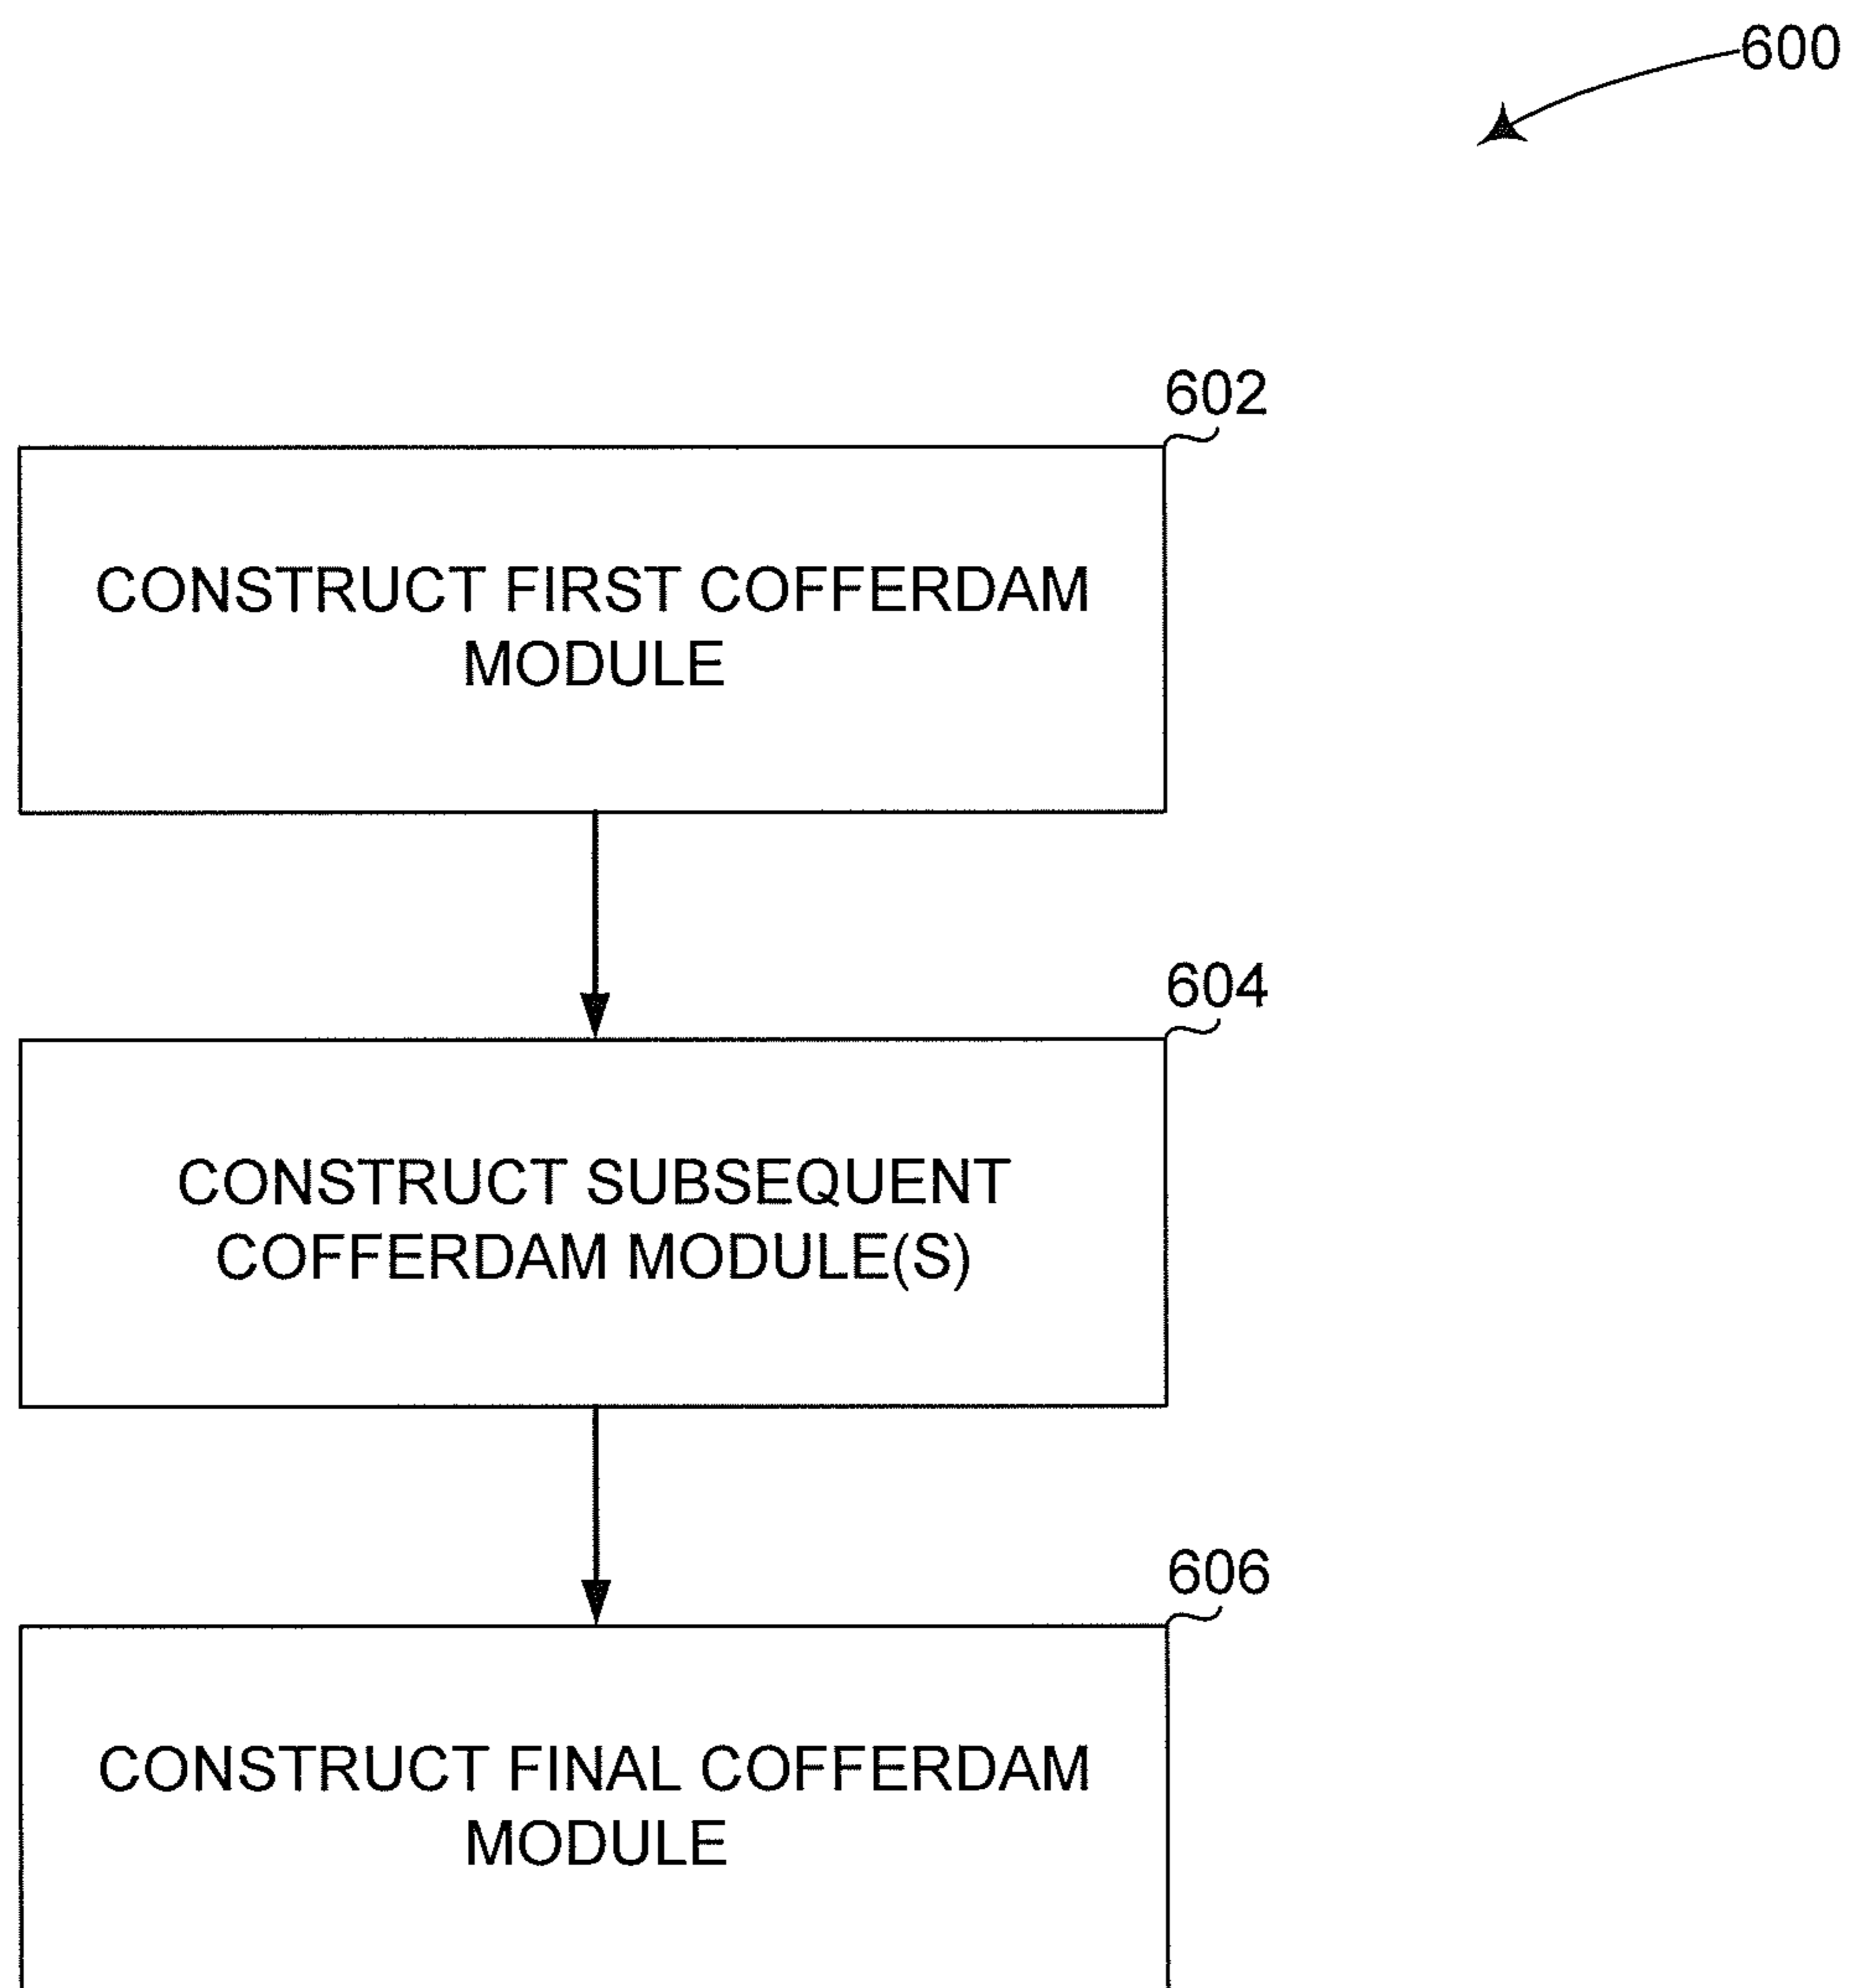 600
602
CONSTRUCT FIRST COFFERDAM
MODULE
604
CONSTRUCT SUBSEQUENT
COFFERDAM MODULE(S)
606
CONSTRUCT FINAL COFFERDAM
MODULE